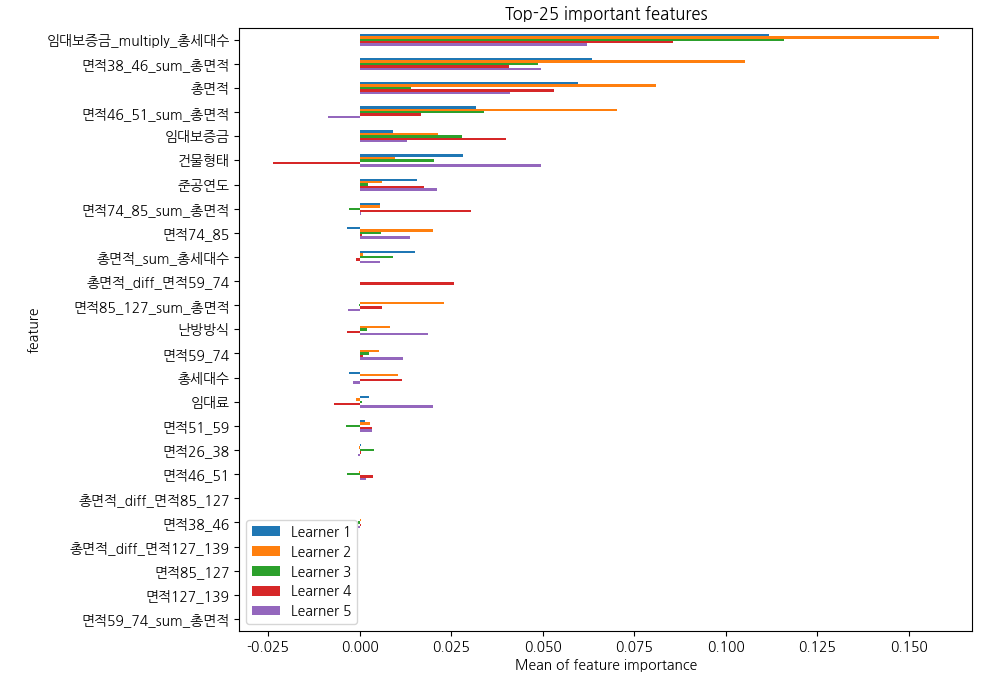 Top-25 important features
임대보증금_multiply_총세대수
면적38_46_sum_총면적
총면적
면적46_51_sum_총면적
임대보증금
건물형태
준공연도
면적74_85_sum_총면적
면적74_85
총면적_sum_총세대수
총면적_diff_면적59_74
면적85_127_sum_총면적
난방방식
면적59_74
총세대수
임대료
면적51_59
면적26_38
면적46_51
총면적_diff_면적85_127
면적38_46
총면적_diff_면적127_139
면적85_127
면적127_139
면적59_74_sum_총면적
feature
Learner 1
Learner 2
Learner 3
Learner 4
Learner 5
-0.025 0.000 0.025 0.050 0.075 0.100 0.125 0.150
Mean of feature importance